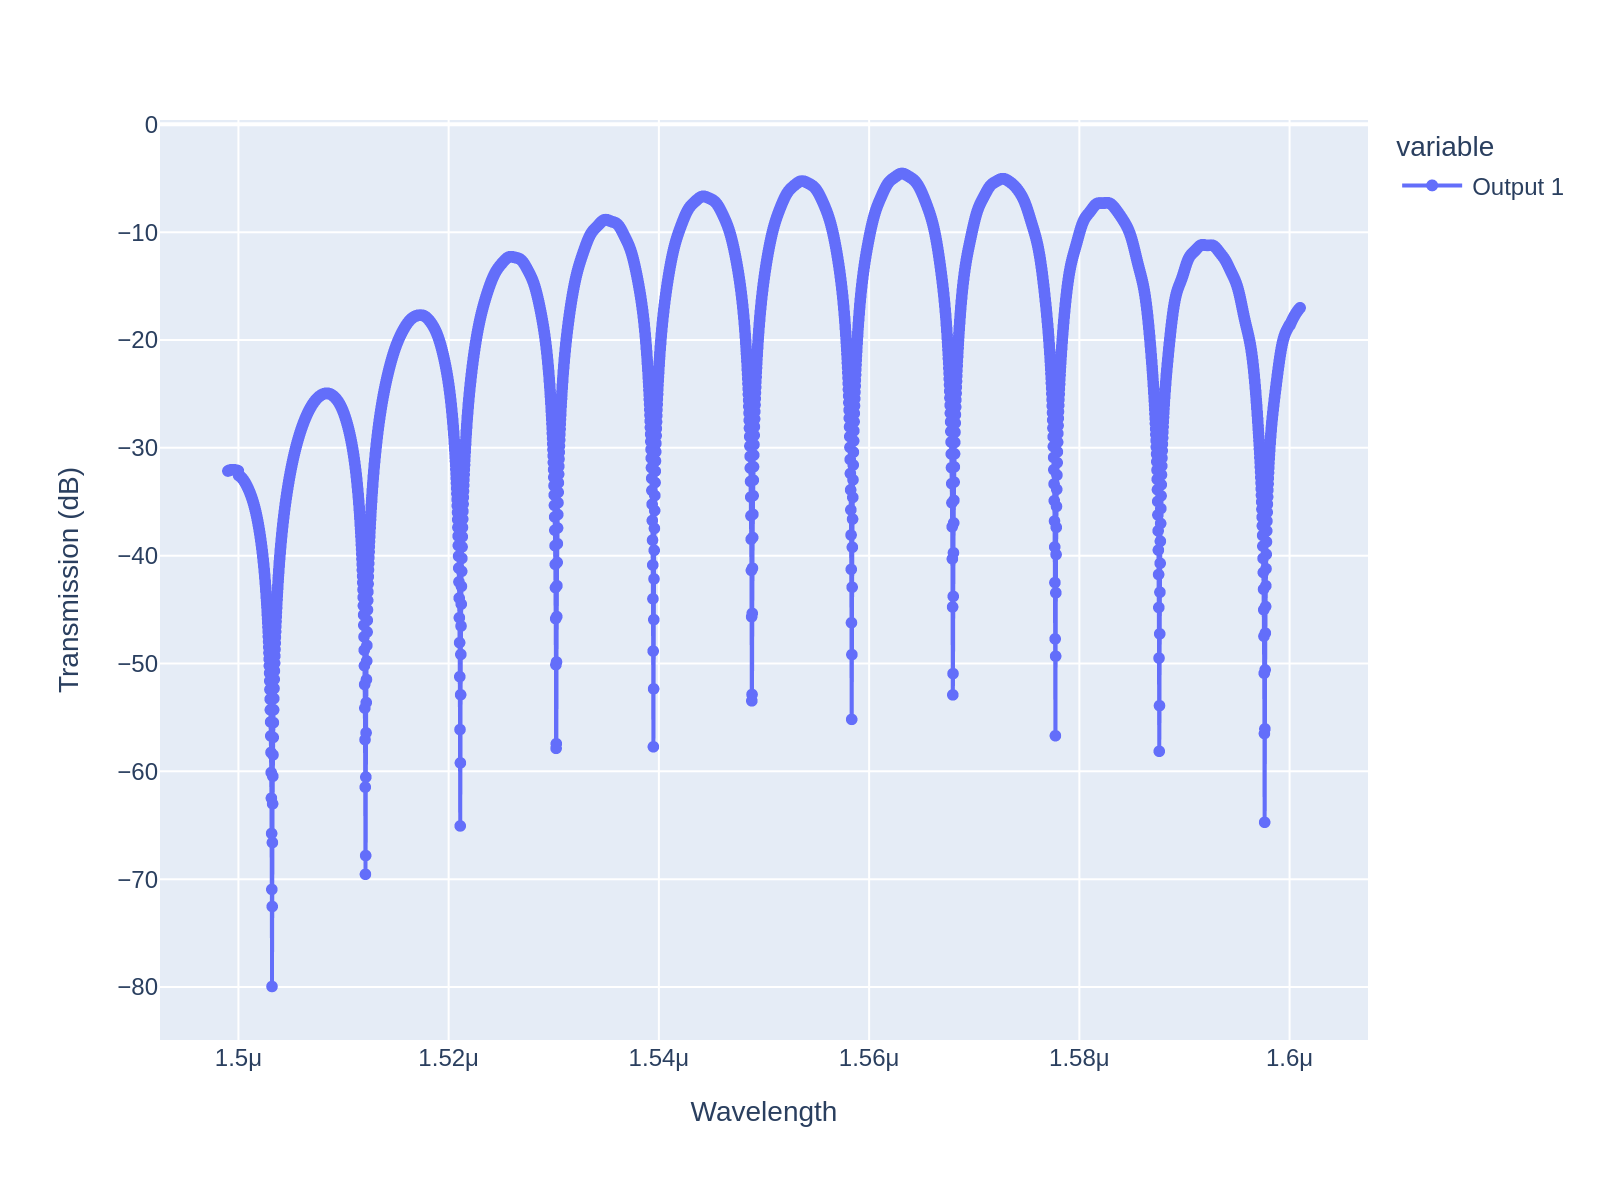 variable
Output 1
0
−10
−20
−30
−40
−50
−60
−70
−80
Transmission (dB)
1.5μ 1.52μ 1.54μ 1.56μ 1.58μ 1.6μ
Wavelength